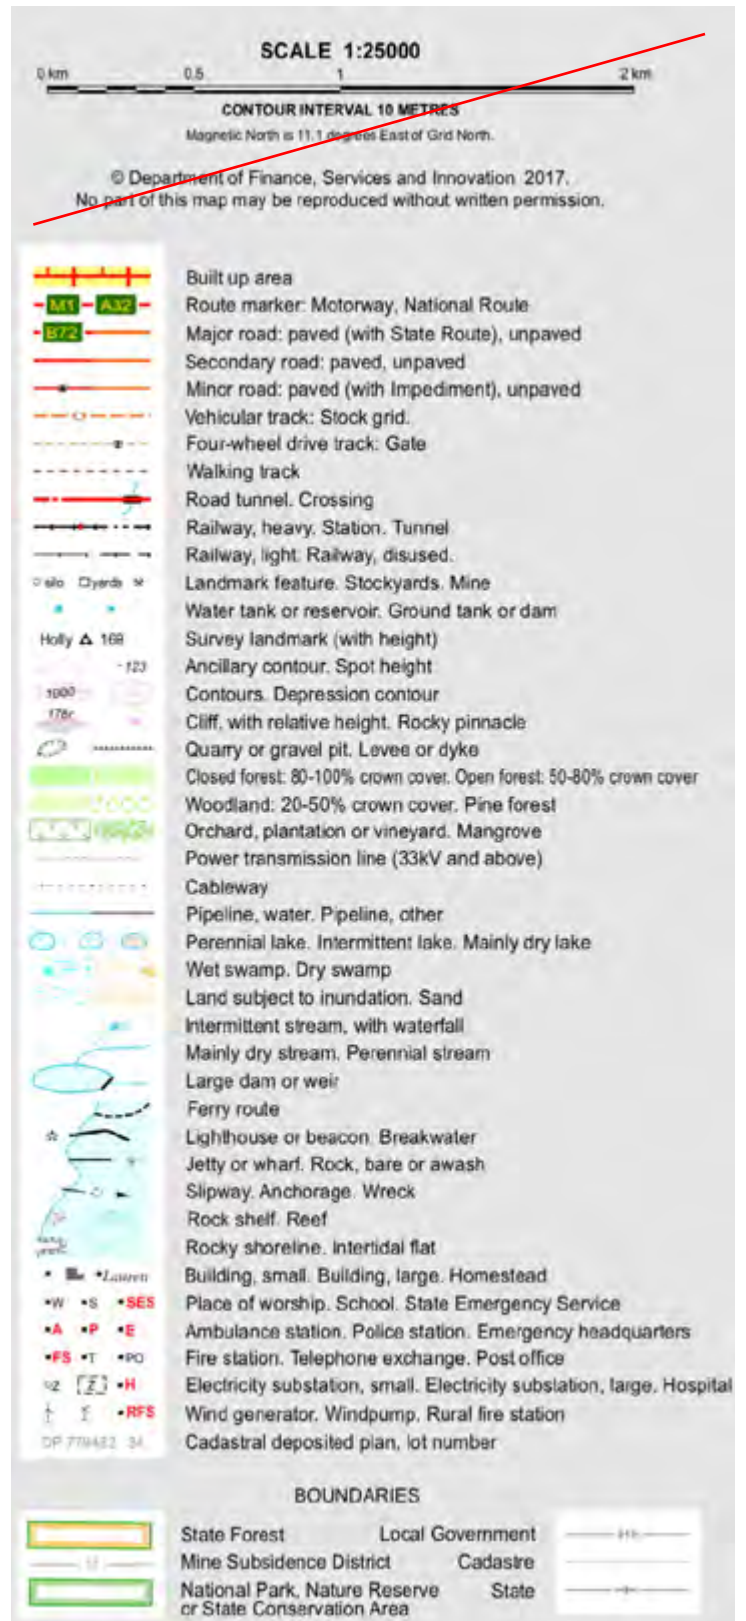 SCALE 1:25000
0 km 0.5 1 2 km
CONTOUR INTERVAL 10 METRES
Magnetic North is 11.1 degrees East of Grid North.
© Department of Finance, Services and Innovation 2017.
No part of this map may be reproduced without written permission.
Built up area
M1 A32 Route marker: Motorway, National Route
B72 Major road: paved (with State Route), unpaved
Secondary road: paved, unpaved
Minor road: paved (with Impediment), unpaved
Vehicular track: Stock grid.
Four-wheel drive track: Gate
Walking track
Road tunnel. Crossing
Railway, heavy. Station. Tunnel
Railway, light. Railway, disused.
silo yards Landmark feature. Stockyards. Mine
Water tank or reservoir. Ground tank or dam
Holly 169 Survey landmark (with height)
123 Ancillary contour. Spot height
1000 Contours. Depression contour
178r Cliff, with relative height. Rocky pinnacle
Quarry or gravel pit. Levee or dyke
Closed forest: 80-100% crown cover. Open forest: 50-80% crown cover
Woodland: 20-50% crown cover. Pine forest
Orchard, plantation or vineyard. Mangrove
Power transmission line (33kV and above)
Cableway
Pipeline, water. Pipeline, other
Perennial lake. Intermittent lake. Mainly dry lake
Wet swamp. Dry swamp
Land subject to inundation. Sand
Intermittent stream, with waterfall
Mainly dry stream. Perennial stream
Large dam or weir
Ferry route
Lighthouse or beacon. Breakwater
Jetty or wharf. Rock, bare or awash
Slipway. Anchorage. Wreck
Rock shelf. Reef
Rocky shoreline. Intertidal flat
Lauren Building, small. Building, large. Homestead
W S SES Place of worship. School. State Emergency Service
A P E Ambulance station. Police station. Emergency headquarters
FS T PO Fire station. Telephone exchange. Post office
Z Z H Electricity substation, small. Electricity substation, large. Hospital
RFS Wind generator. Windpump. Rural fire station
DP 34 Cadastral deposited plan, lot number
BOUNDARIES
State Forest Local Government
Mine Subsidence District Cadastre
National Park, Nature Reserve State
or State Conservation Area